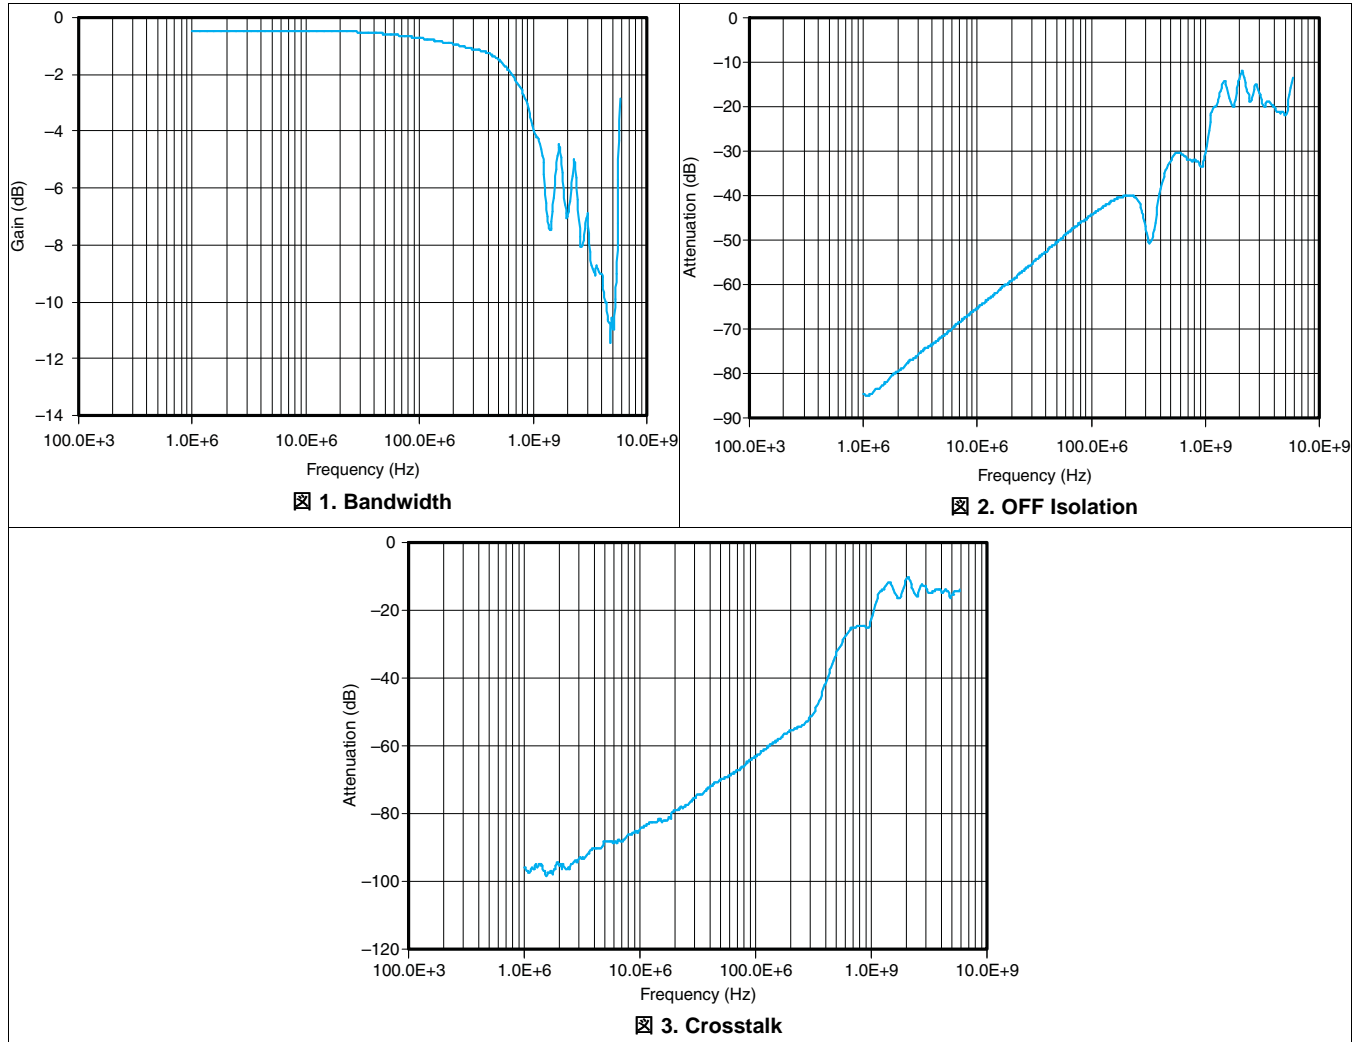 0
−2
−4
−6
−8
−10
−12
−14
Gain (dB)
100.0E+3 1.0E+6 10.0E+6 100.0E+6 1.0E+9 10.0E+9
Frequency (Hz)
図 1. Bandwidth
0
−10
−20
−30
−40
−50
−60
−70
−80
−90
Attenuation (dB)
100.0E+3 1.0E+6 10.0E+6 100.0E+6 1.0E+9 10.0E+9
Frequency (Hz)
図 2. OFF Isolation
0
−20
−40
−60
−80
−100
−120
Attenuation (dB)
100.0E+3 1.0E+6 10.0E+6 100.0E+6 1.0E+9 10.0E+9
Frequency (Hz)
図 3. Crosstalk